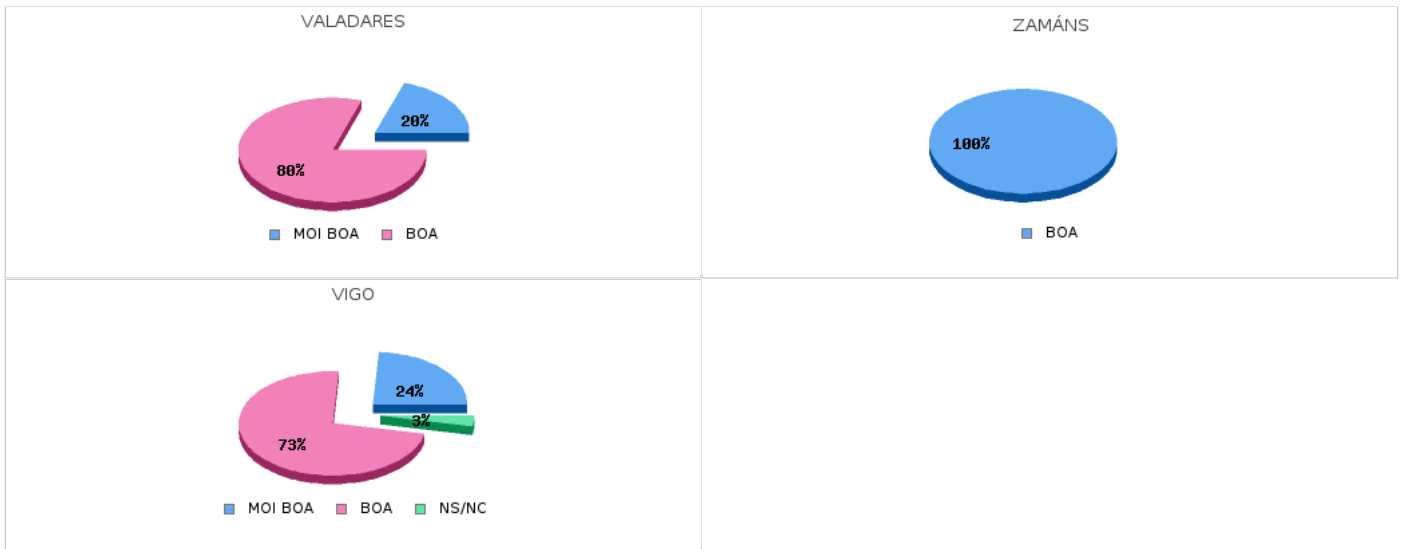 VALADARES
20%
80%
MOI BOA BOA
ZAMÁNS
100%
BOA
VIGO
24%
3%
73%
MOI BOA BOA NS/NC